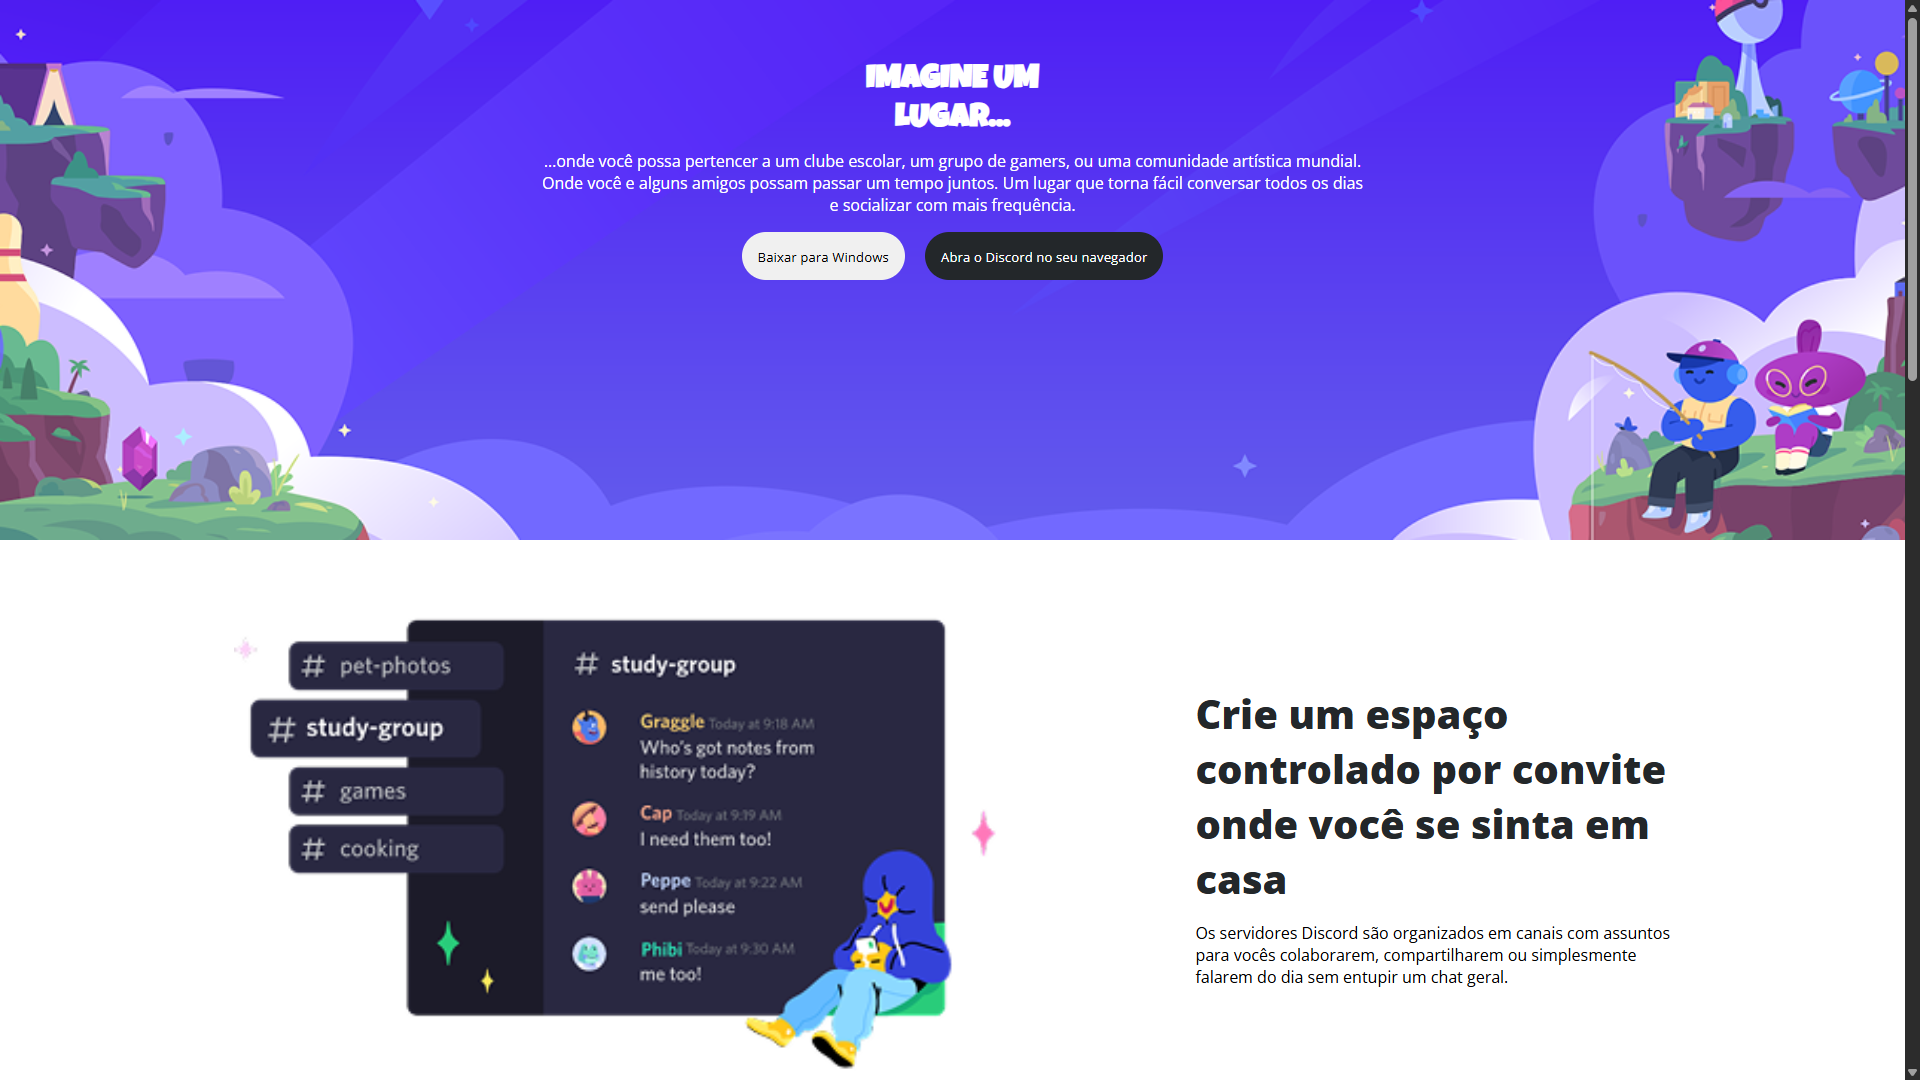 IMAGINE UM
LUGAR...
...onde você possa pertencer a um clube escolar, um grupo de gamers, ou uma comunidade artística mundial.
Onde você e alguns amigos possam passar um tempo juntos. Um lugar que torna fácil conversar todos os dias
e socializar com mais frequência.
Baixar para Windows
Abra o Discord no seu navegador
# pet-photos
# study-group
# games
# cooking
# study-group
Graggle Today at 9:18 AM
Who's got notes from
history today?
Cap Today at 9:19 AM
I need them too!
Peppe Today at 9:22 AM
send please
Phibi Today at 9:30 AM
me too!
Crie um espaço
controlado por convite
onde você se sinta em
casa
Os servidores Discord são organizados em canais com assuntos
para vocês colaborarem, compartilharem ou simplesmente
falarem do dia sem entupir um chat geral.